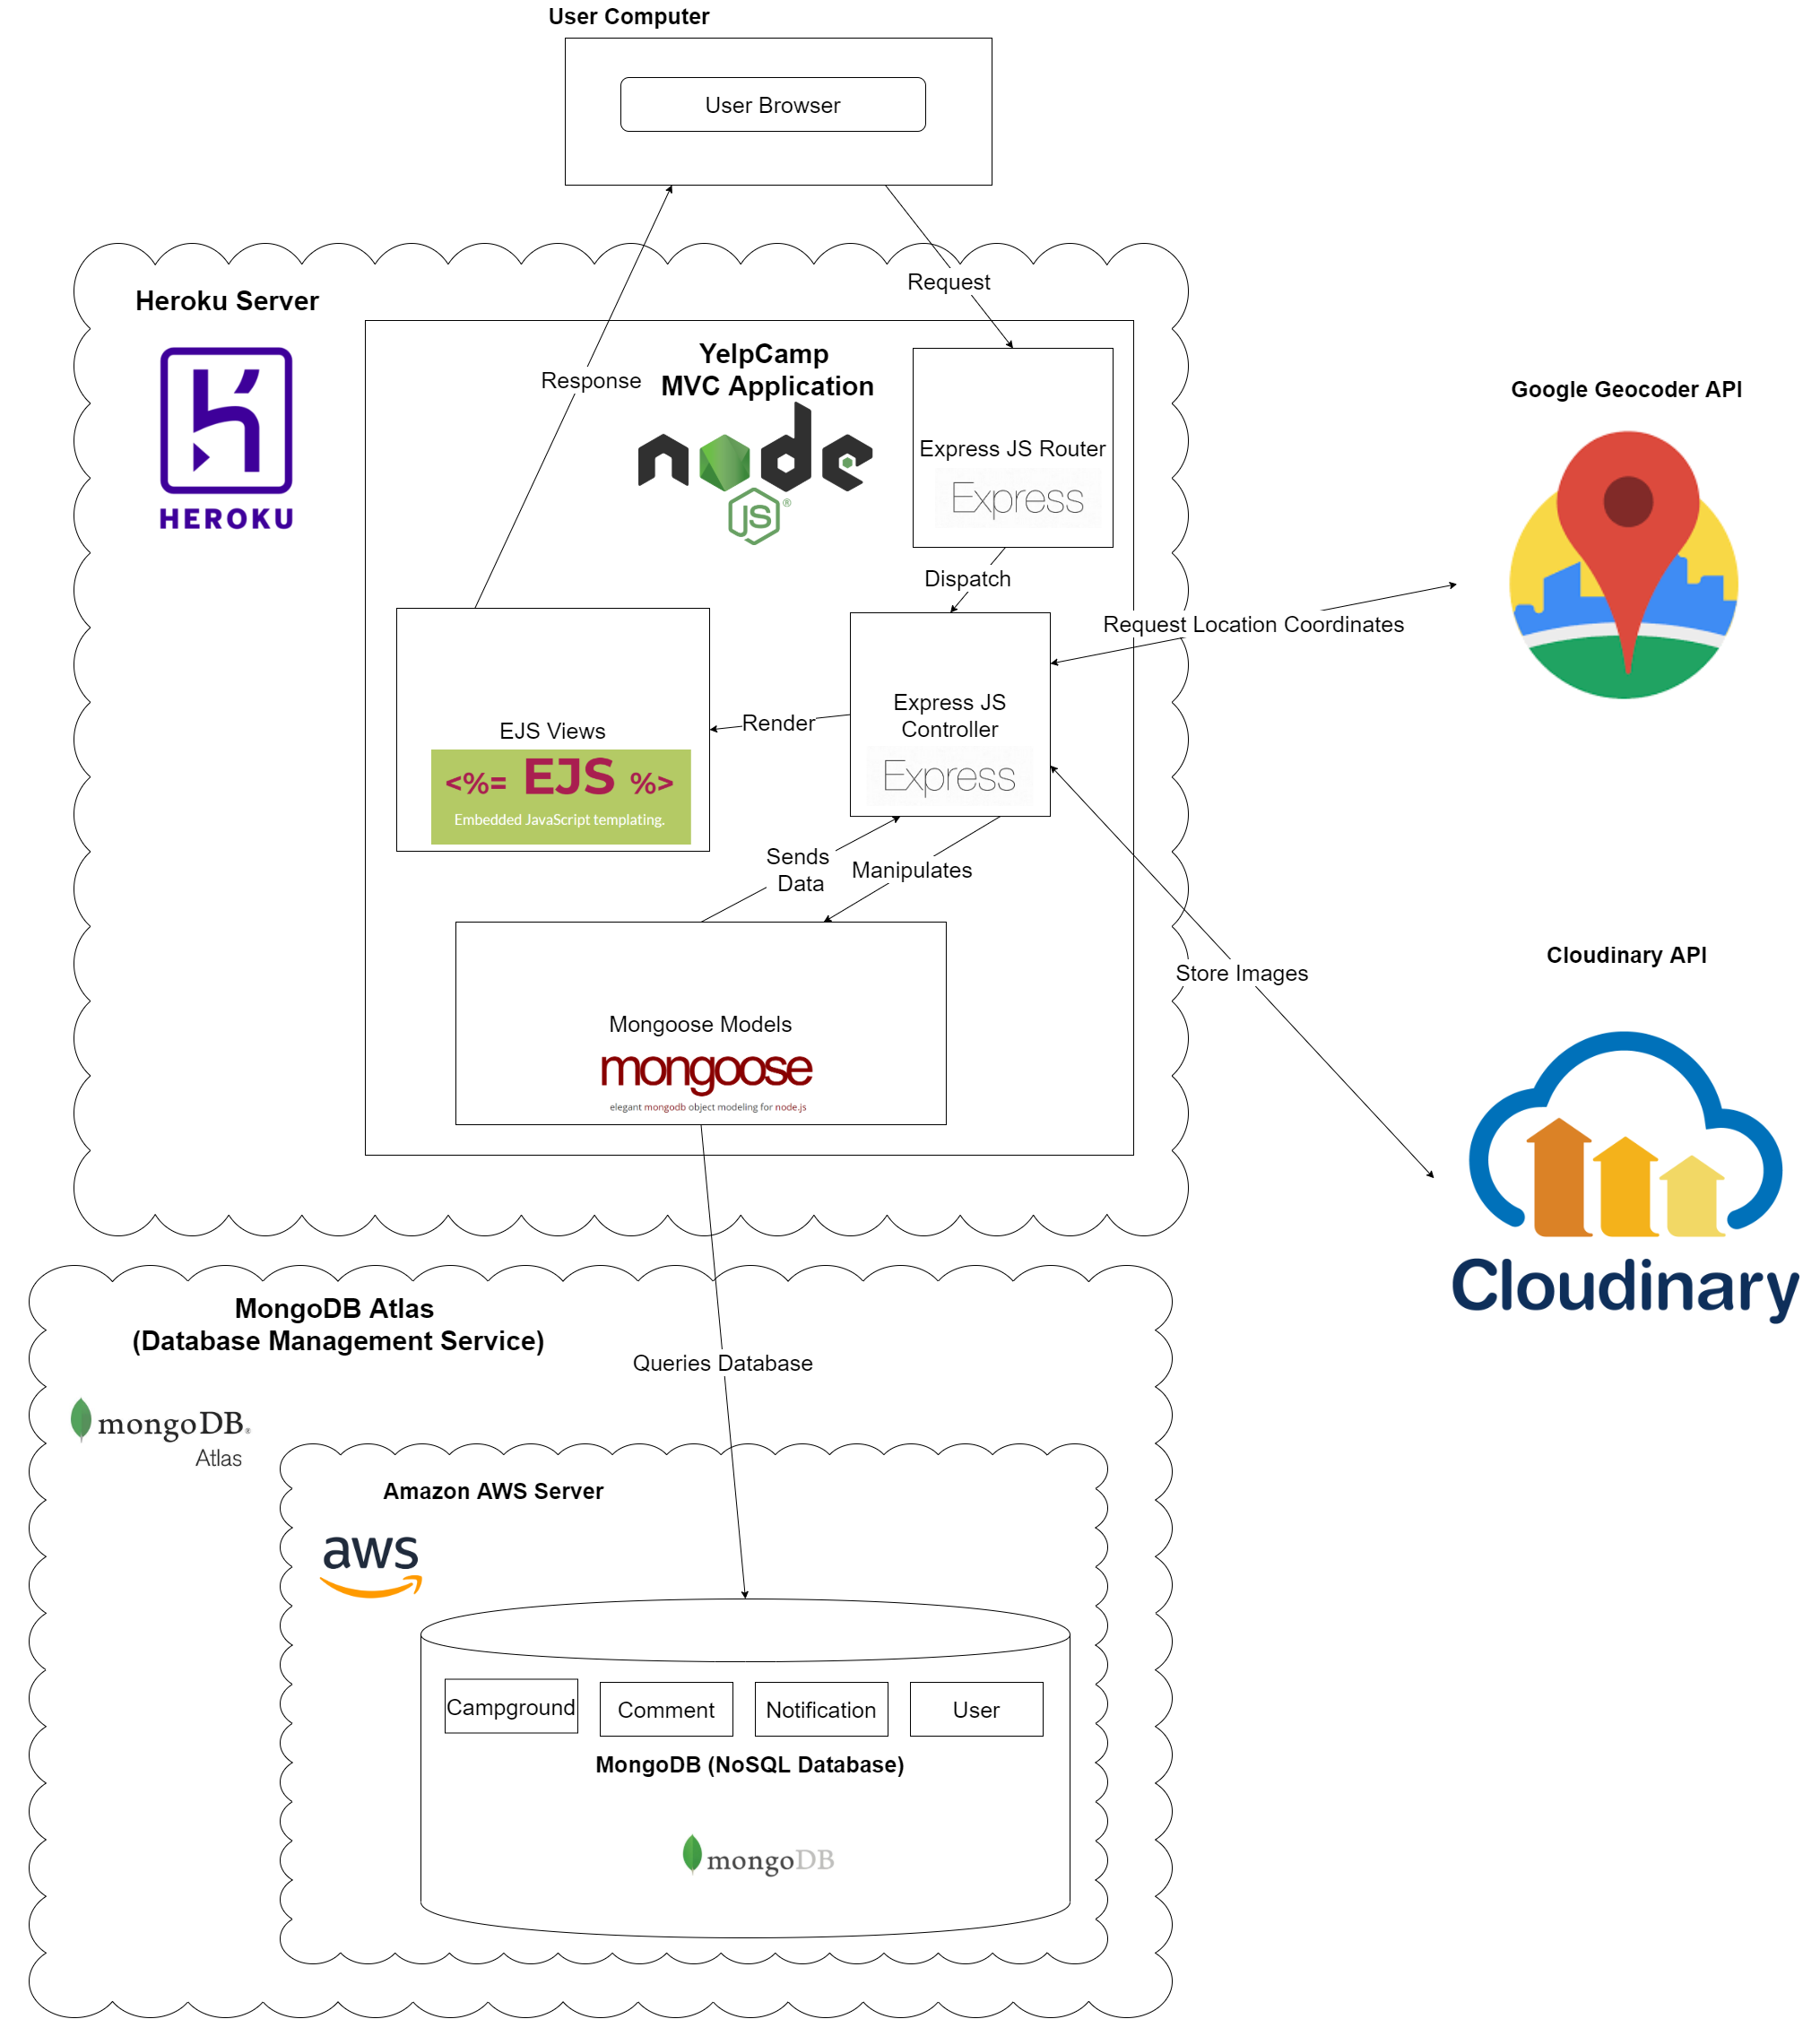 User Computer
User Browser
Request
Heroku Server
HEROKU
Response
YelpCamp
MVC Application
node
JS®
Express JS Router
Express
Dispatch
Google Geocoder API
Request Location Coordinates
Express JS
Controller
Express
Render
EJS Views
<%= EJS %>
Embedded JavaScript templating.
Sends
Data
Manipulates
Store Images
Cloudinary API
Cloudinary
Mongoose Models
mongoose
elegant mongodb object modeling for node.js
MongoDB Atlas
(Database Management Service)
mongoDB®
Atlas
Queries Database
Amazon AWS Server
aws
Campground
Comment
Notification
User
MongoDB (NoSQL Database)
mongoDB